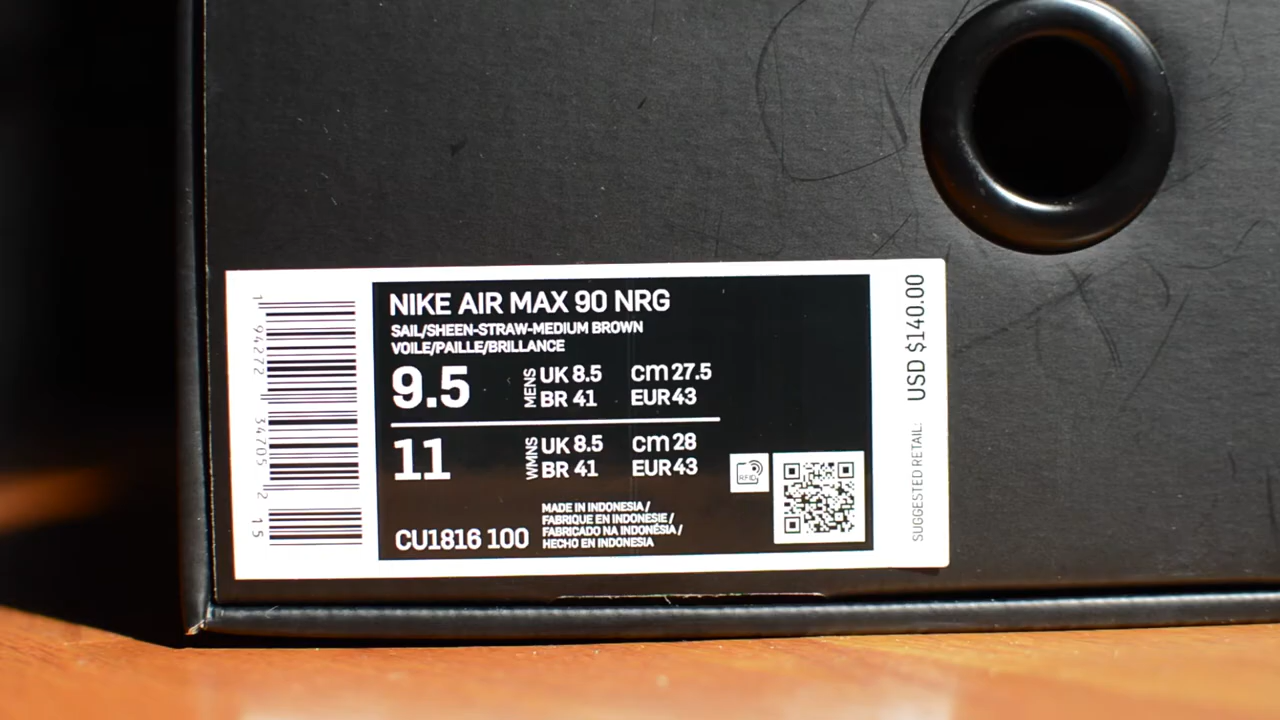 NIKE AIR MAX 90 NRG
SAIL/SHEEN-STRAW-MEDIUM BROWN
VOILE/PAILLE/BRILLANCE
9.5 MENS UK 8.5 cm 27.5
BR 41 EUR 43
11 WMNS UK 8.5 cm 28
BR 41 EUR 43
CU1816 100
MADE IN INDONESIA /
FABRIQUE EN INDONESIE /
FABRICADO NA INDONÉSIA /
HECHO EN INDONESIA
RFID
1 94272 34705 2 15
SUGGESTED RETAIL: USD $140.00